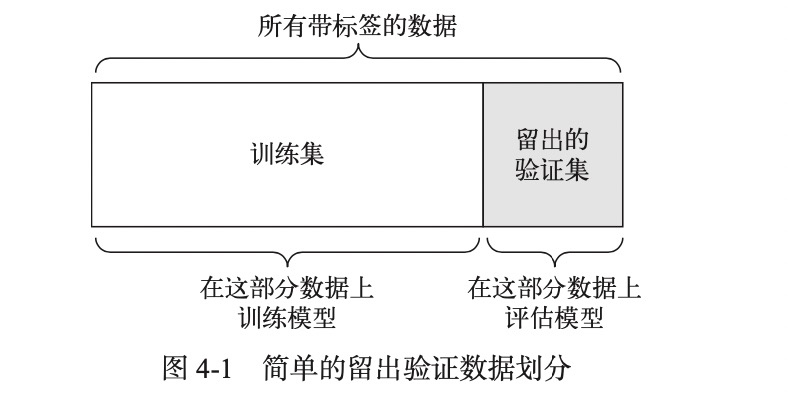 所有带标签的数据
训练集
留出的
验证集
在这部分数据上
训练模型
在这部分数据上
评估模型
图 4-1 简单的留出验证数据划分